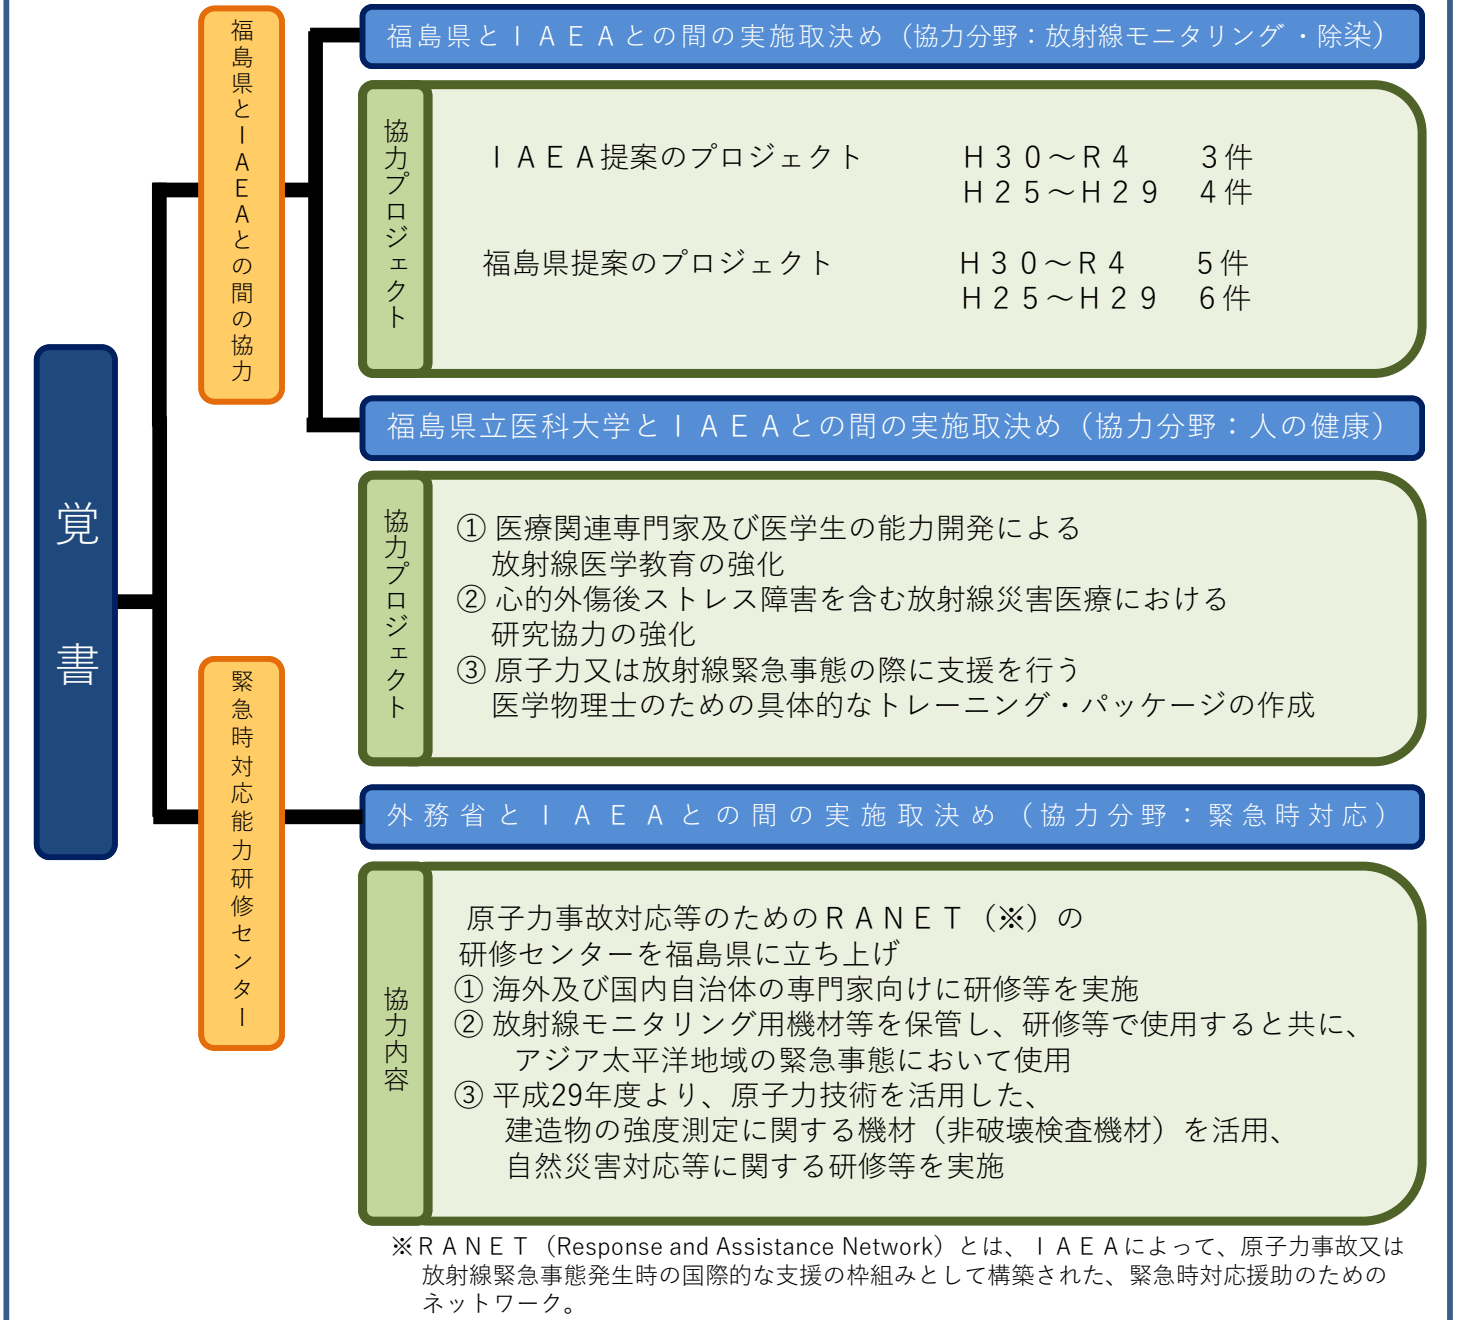 覚書
福島県とIAEAとの間の協力
福島県とＩＡＥＡとの間の実施取決め（協力分野：放射線モニタリング・除染）
協力プロジェクト
ＩＡＥＡ提案のプロジェクト　Ｈ３０～Ｒ４　３件
Ｈ２５～Ｈ２９　４件
福島県提案のプロジェクト　Ｈ３０～Ｒ４　５件
Ｈ２５～Ｈ２９　６件
福島県立医科大学とＩＡＥＡとの間の実施取決め（協力分野：人の健康）
協力プロジェクト
① 医療関連専門家及び医学生の能力開発による
放射線医学教育の強化
② 心的外傷後ストレス障害を含む放射線災害医療における
研究協力の強化
③ 原子力又は放射線緊急事態の際に支援を行う
医学物理士のための具体的なトレーニング・パッケージの作成
緊急時対応能力研修センター
外務省とＩＡＥＡとの間の実施取決め（協力分野：緊急時対応）
協力内容
原子力事故対応等のためのＲＡＮＥＴ（※）の
研修センターを福島県に立ち上げ
① 海外及び国内自治体の専門家向けに研修等を実施
② 放射線モニタリング用機材等を保管し、研修等で使用すると共に、
アジア太平洋地域の緊急事態において使用
③ 平成29年度より、原子力技術を活用した、
建造物の強度測定に関する機材（非破壊検査機材）を活用、
自然災害対応等に関する研修等を実施
※ＲＡＮＥＴ（Response and Assistance Network）とは、ＩＡＥＡによって、原子力事故又は
放射線緊急事態発生時の国際的な支援の枠組みとして構築された、緊急時対応援助のための
ネットワーク。